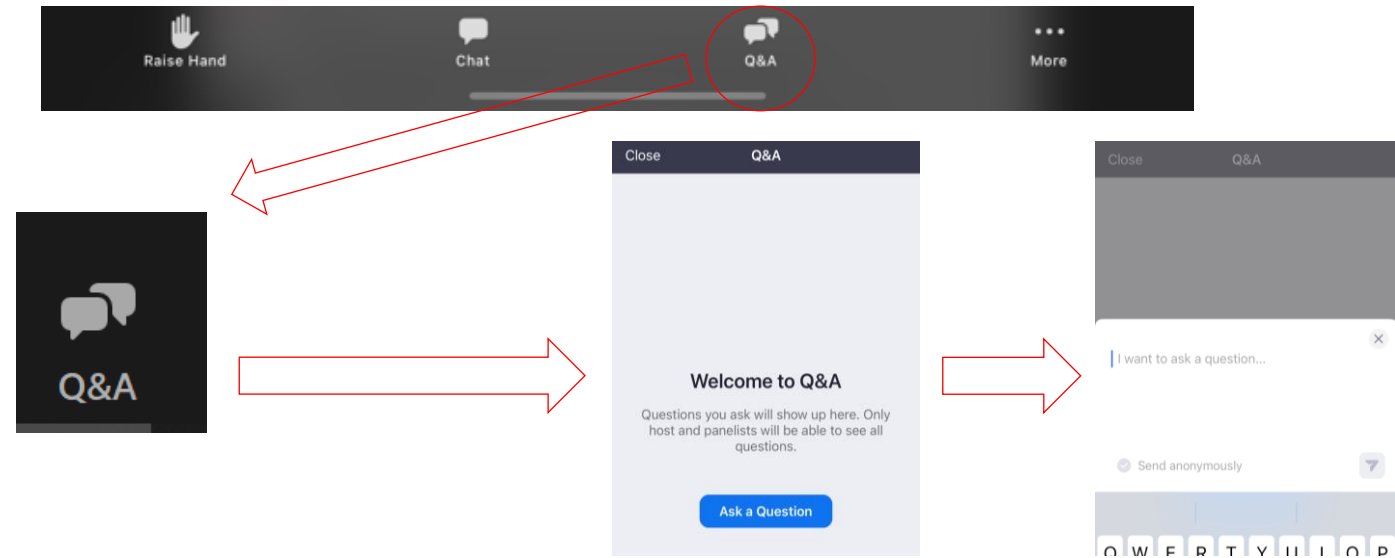 Raise Hand
Chat
Q&A
More
Q&A
Close Q&A
Welcome to Q&A
Questions you ask will show up here. Only
host and panelists will be able to see all
questions.
Ask a Question
Close Q&A
I want to ask a question...
Send anonymously
Q W E R T Y U I O P